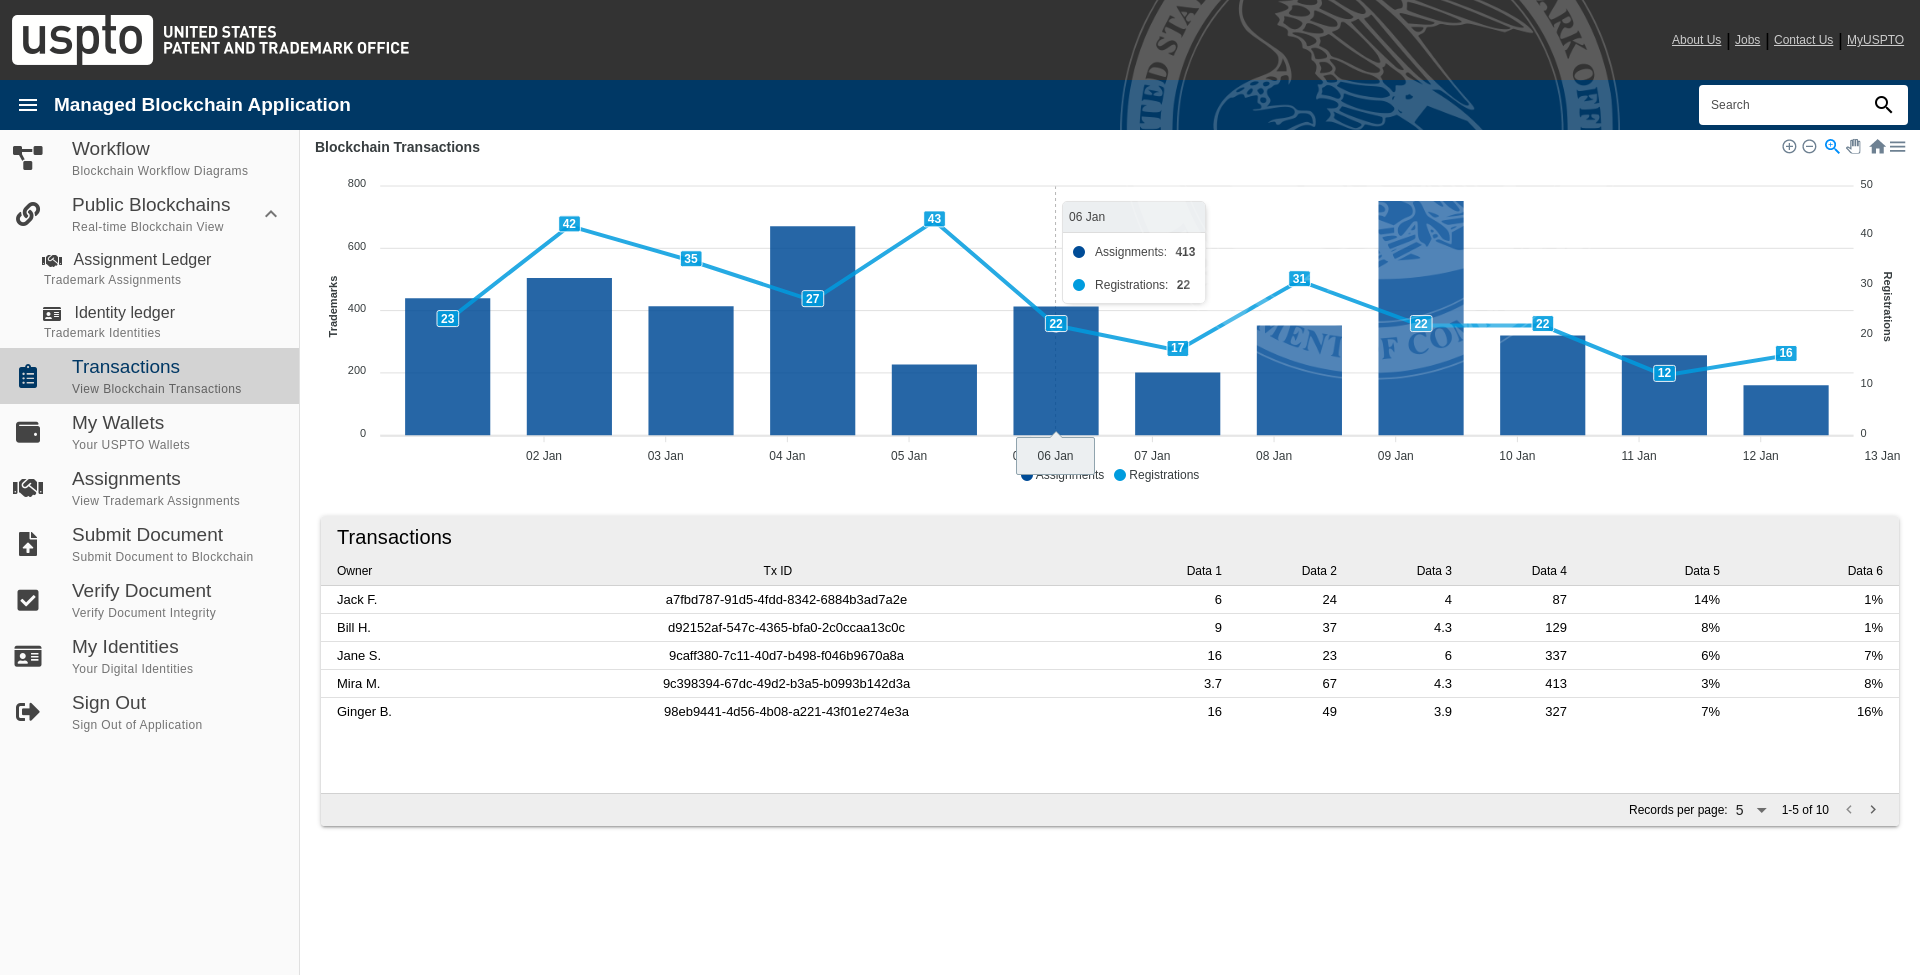 uspto
UNITED STATES
PATENT AND TRADEMARK OFFICE
About Us
Jobs
Contact Us
MyUSPTO
Managed Blockchain Application
Search
Workflow
Blockchain Workflow Diagrams
Public Blockchains
Real-time Blockchain View
Assignment Ledger
Trademark Assignments
Identity ledger
Trademark Identities
Transactions
View Blockchain Transactions
My Wallets
Your USPTO Wallets
Assignments
View Trademark Assignments
Submit Document
Submit Document to Blockchain
Verify Document
Verify Document Integrity
My Identities
Your Digital Identities
Sign Out
Sign Out of Application
Blockchain Transactions
800
600
400
200
0
Trademarks
50
40
30
20
10
0
Registrations
23
42
35
27
43
22
17
31
22
22
12
16
06 Jan
Assignments: 413
Registrations: 22
02 Jan
03 Jan
04 Jan
05 Jan
06 Jan
07 Jan
08 Jan
09 Jan
10 Jan
11 Jan
12 Jan
13 Jan
Assignments
Registrations
Transactions
Owner Tx ID Data 1 Data 2 Data 3 Data 4 Data 5 Data 6
Jack F. a7fbd787-91d5-4fdd-8342-6884b3ad7a2e 6 24 4 87 14% 1%
Bill H. d92152af-547c-4365-bfa0-2c0ccaa13c0c 9 37 4.3 129 8% 1%
Jane S. 9caff380-7c11-40d7-b498-f046b9670a8a 16 23 6 337 6% 7%
Mira M. 9c398394-67dc-49d2-b3a5-b0993b142d3a 3.7 67 4.3 413 3% 8%
Ginger B. 98eb9441-4d56-4b08-a221-43f01e274e3a 16 49 3.9 327 7% 16%
Records per page: 5 1-5 of 10